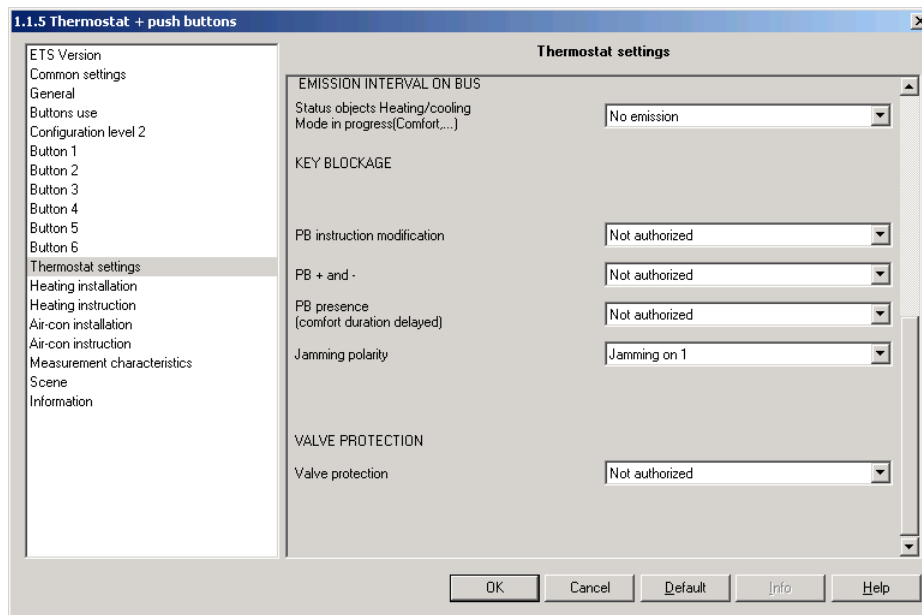 1.1.5 Thermostat + push buttons
ETS Version
Common settings
General
Buttons use
Configuration level 2
Button 1
Button 2
Button 3
Button 4
Button 5
Button 6
Thermostat settings
Heating installation
Heating instruction
Air-con installation
Air-con instruction
Measurement characteristics
Scene
Information
Thermostat settings
EMISSION INTERVAL ON BUS
Status objects Heating/cooling
Mode in progress(Comfort,...)
No emission
KEY BLOCKAGE
PB instruction modification
Not authorized
PB + and -
Not authorized
PB presence
(comfort duration delayed)
Not authorized
Jamming polarity
Jamming on 1
VALVE PROTECTION
Valve protection
Not authorized
OK
Cancel
Default
Info
Help